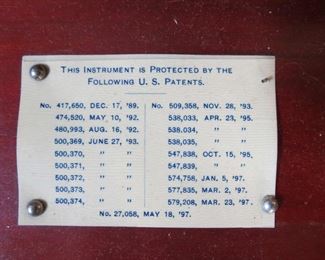 THIS INSTRUMENT IS PROTECTED BY THE
FOLLOWING U. S. PATENTS.
No. 417,650, DEC. 17, '89.
474,520, MAY 10, '92.
480,993, AUG. 16, '92.
500,369, JUNE 27, '93.
500,370, " "
500,371, " "
500,372, " "
500,373, " "
500,374, " "
No. 509,358, NOV. 28, '93.
538,033, APR. 23, '95.
538,034, " "
538,035, " "
547,838, OCT. 15, '95,
547,839, " "
574,758, JAN. 5, '97.
577,835, MAR. 2, '97.
579,208, MAR. 23, '97.
No. 27,058, MAY 18, '97.